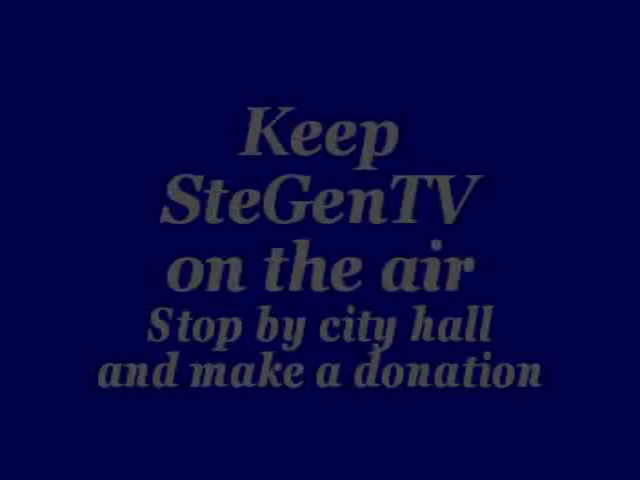 Keep
SteGenTV
on the air
Stop by city hall
and make a donation